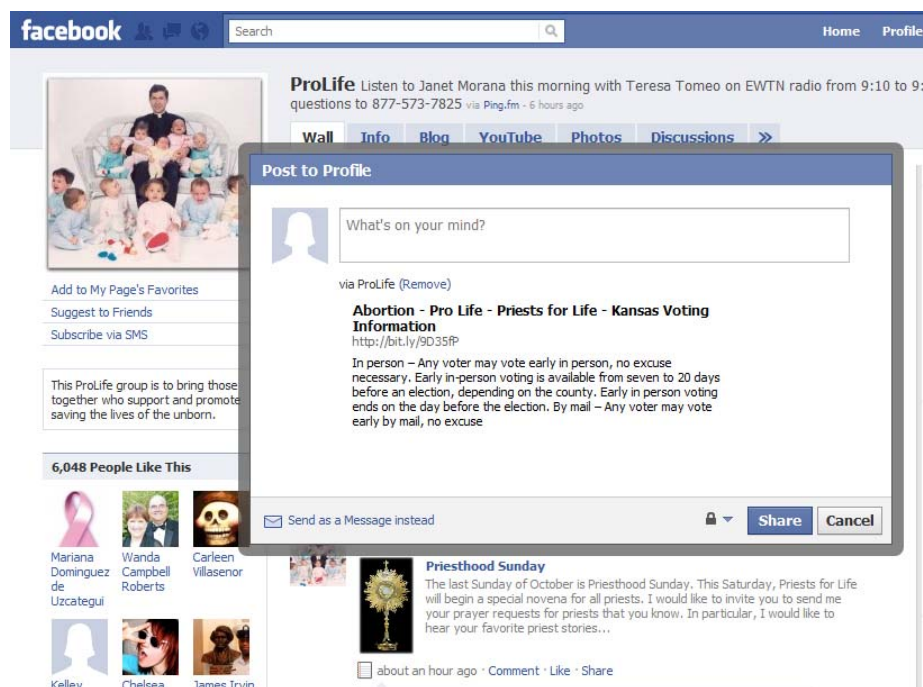 facebook
Search
Home Profile
ProLife Listen to Janet Morana this morning with Teresa Tomeo on EWTN radio from 9:10 to 9:
questions to 877-573-7825 via Ping.fm - 6 hours ago
Wall Info Blog YouTube Photos Discussions »
Post to Profile
What's on your mind?
via ProLife (Remove)
Abortion - Pro Life - Priests for Life - Kansas Voting
Information
http://bit.ly/9D35fP
In person – Any voter may vote early in person, no excuse
necessary. Early in-person voting is available from seven to 20 days
before an election, depending on the county. Early in person voting
ends on the day before the election. By mail – Any voter may vote
early by mail, no excuse
Send as a Message instead
Share Cancel
Add to My Page's Favorites
Suggest to Friends
Subscribe via SMS
This ProLife group is to bring those
together who support and promote
saving the lives of the unborn.
6,048 People Like This
Mariana
Dominguez
de
Uzcategui
Wanda
Campbell
Roberts
Carleen
Villasenor
Kelley
Chelsea
James Irvin
Priesthood Sunday
The last Sunday of October is Priesthood Sunday. This Saturday, Priests for Life
will begin a special novena for all priests. I would like to invite you to send me
your prayer requests for priests that you know. In particular, I would like to
hear your favorite priest stories...
about an hour ago · Comment · Like · Share